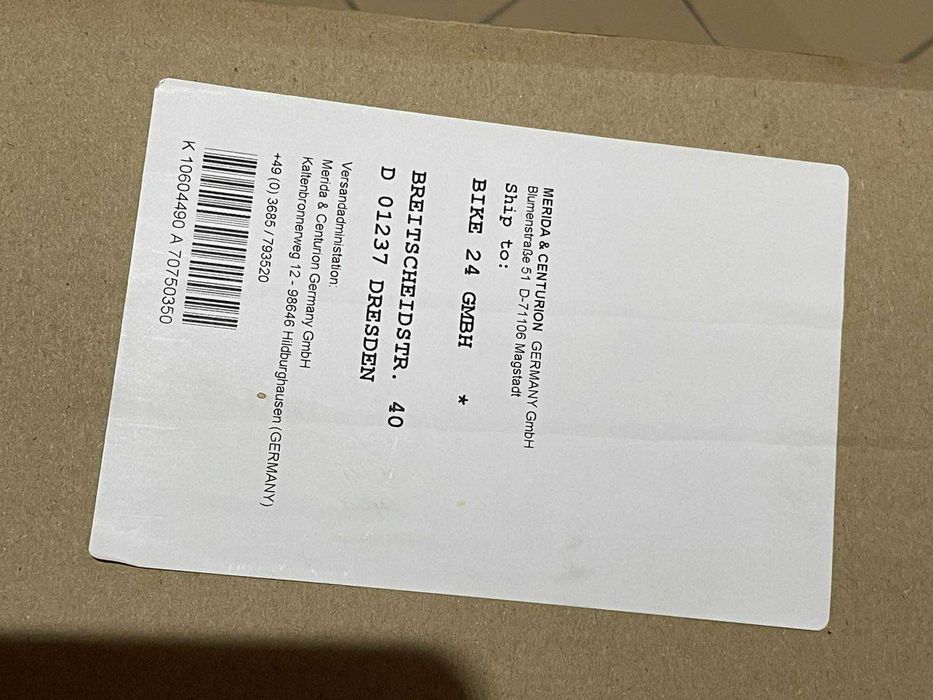 MERIDA & CENTURION GERMANY GmbH
Blumenstraße 51 D-71106 Magstadt
Ship to:
BIKE 24 GMBH *
BREITSCHEIDSTR. 40
D 01237 DRESDEN
Versandadministation:
Merida & Centurion Germany GmbH
Kaltenbronnerweg 12 - 98646 Hildburghausen (GERMANY)
+49 (0) 3685 / 793520
K 10604490 A 70750350